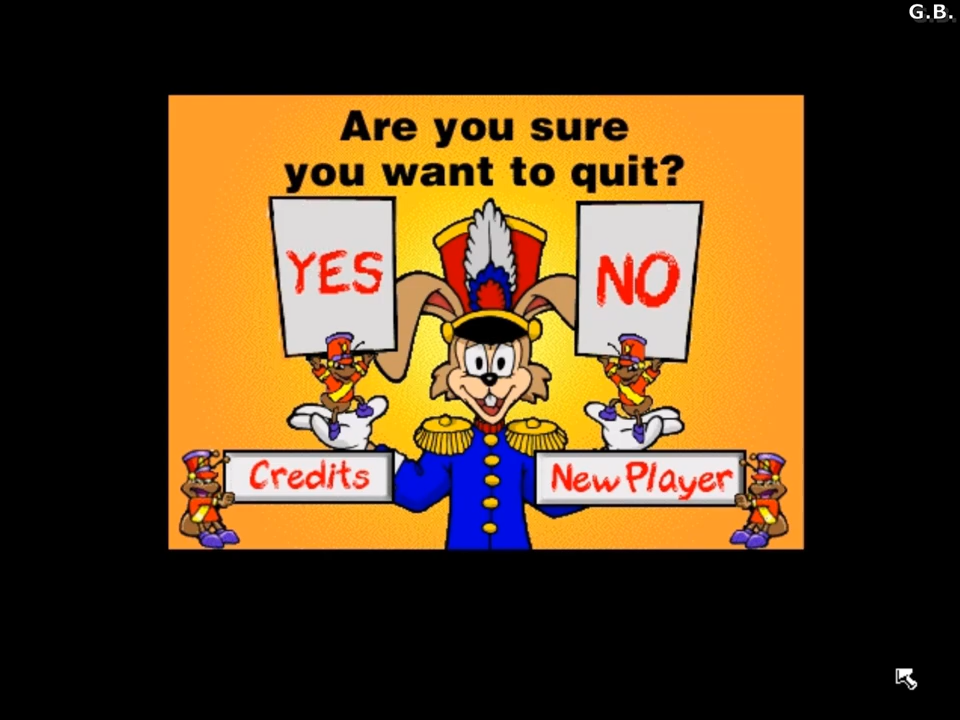 G.B.
Are you sure
you want to quit?
YES
NO
Credits
New Player